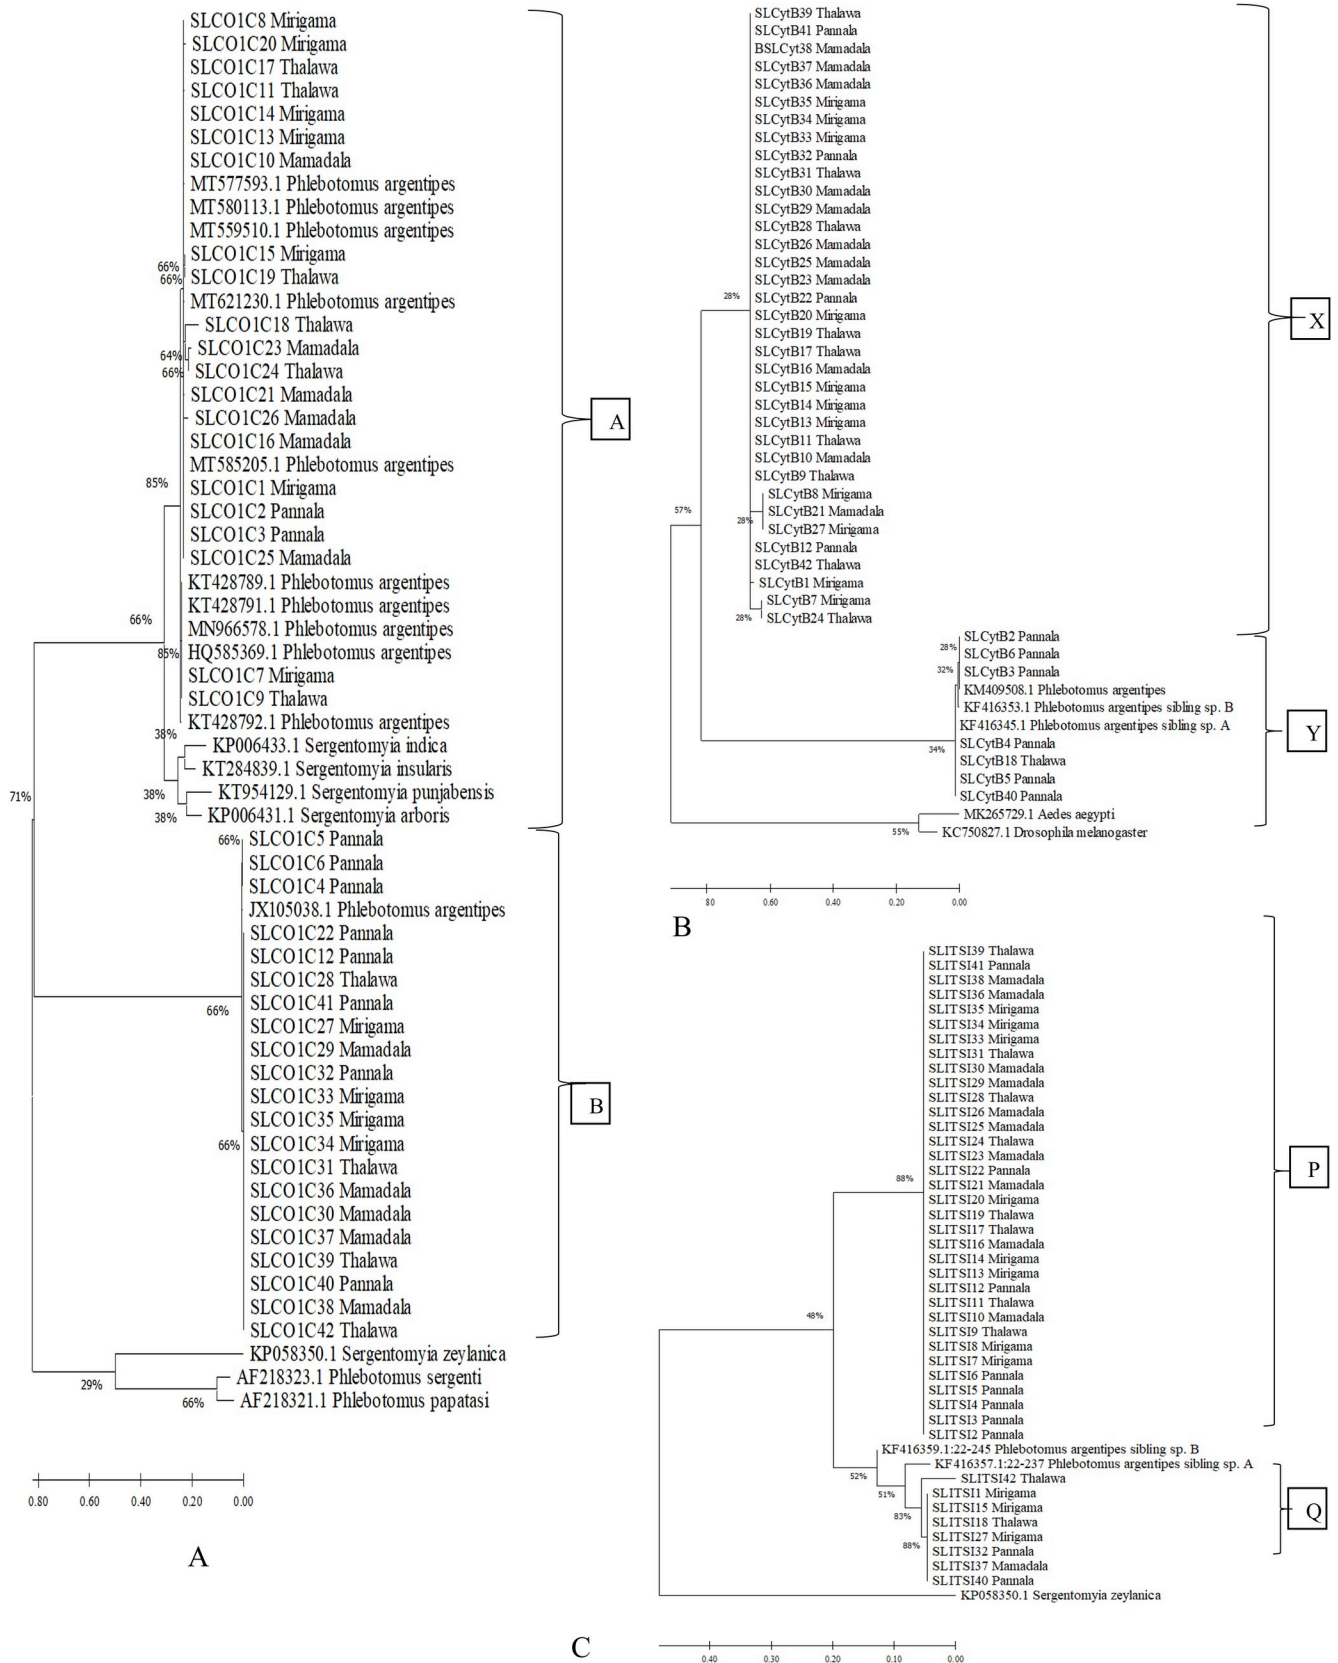 SLCO1C8 Mirigama
SLCO1C20 Mirigama
SLCO1C17 Thalawa
SLCO1C11 Thalawa
SLCO1C14 Mirigama
SLCO1C13 Mirigama
SLCO1C10 Mamadala
MT577593.1 Phlebotomus argentipes
MT580113.1 Phlebotomus argentipes
MT559510.1 Phlebotomus argentipes
SLCO1C15 Mirigama
66%
66%
SLCO1C19 Thalawa
MT621230.1 Phlebotomus argentipes
SLCO1C18 Thalawa
64%
SLCO1C23 Mamadala
66%
SLCO1C24 Thalawa
SLCO1C21 Mamadala
SLCO1C26 Mamadala
A
SLCO1C16 Mamadala
MT585205.1 Phlebotomus argentipes
85%
SLCO1C1 Mirigama
SLCO1C2 Pannala
SLCO1C3 Pannala
SLCO1C25 Mamadala
KT428789.1 Phlebotomus argentipes
KT428791.1 Phlebotomus argentipes
66%
MN966578.1 Phlebotomus argentipes
85%
HQ585369.1 Phlebotomus argentipes
SLCO1C7 Mirigama
SLCO1C9 Thalawa
KT428792.1 Phlebotomus argentipes
38%
KP006433.1 Sergentomyia indica
KT284839.1 Sergentomyia insularis
38%
KT954129.1 Sergentomyia punjabensis
71%
38%
KP006431.1 Sergentomyia arboris
66%
SLCO1C5 Pannala
SLCO1C6 Pannala
SLCO1C4 Pannala
JX105038.1 Phlebotomus argentipes
SLCO1C22 Pannala
SLCO1C12 Pannala
SLCO1C28 Thalawa
66%
SLCO1C41 Pannala
SLCO1C27 Mirigama
SLCO1C29 Mamadala
SLCO1C32 Pannala
SLCO1C33 Mirigama
B
SLCO1C35 Mirigama
66%
SLCO1C34 Mirigama
SLCO1C31 Thalawa
SLCO1C36 Mamadala
SLCO1C30 Mamadala
SLCO1C37 Mamadala
SLCO1C39 Thalawa
SLCO1C40 Pannala
SLCO1C38 Mamadala
SLCO1C42 Thalawa
KP058350.1 Sergentomyia zeylanica
29%
AF218323.1 Phlebotomus sergenti
66%
AF218321.1 Phlebotomus papatasi
0.80 0.60 0.40 0.20 0.00
A
SLCytB39 Thalawa
SLCytB41 Pannala
BSLCyt38 Mamadala
SLCytB37 Mamadala
SLCytB36 Mamadala
SLCytB35 Mirigama
SLCytB34 Mirigama
SLCytB33 Mirigama
SLCytB32 Pannala
SLCytB31 Thalawa
SLCytB30 Mamadala
SLCytB29 Mamadala
SLCytB28 Thalawa
SLCytB26 Mamadala
SLCytB25 Mamadala
SLCytB23 Mamadala
28%
SLCytB22 Pannala
SLCytB20 Mirigama
X
SLCytB19 Thalawa
SLCytB17 Thalawa
SLCytB16 Mamadala
SLCytB15 Mirigama
SLCytB14 Mirigama
SLCytB13 Mirigama
SLCytB11 Thalawa
SLCytB10 Mamadala
SLCytB9 Thalawa
SLCytB8 Mirigama
57%
28%
SLCytB21 Mamadala
SLCytB27 Mirigama
SLCytB12 Pannala
SLCytB42 Thalawa
SLCytB1 Mirigama
SLCytB7 Mirigama
28%
SLCytB24 Thalawa
SLCytB2 Pannala
28%
SLCytB6 Pannala
32%
SLCytB3 Pannala
KM409508.1 Phlebotomus argentipes
KF416353.1 Phlebotomus argentipes sibling sp. B
KF416345.1 Phlebotomus argentipes sibling sp. A
Y
34%
SLCytB4 Pannala
SLCytB18 Thalawa
SLCytB5 Pannala
SLCytB40 Pannala
MK265729.1 Aedes aegypti
55%
KC750827.1 Drosophila melanogaster
80 0.60 0.40 0.20 0.00
B
SLITSI39 Thalawa
SLITSI41 Pannala
SLITSI38 Mamadala
SLITSI36 Mamadala
SLITSI35 Mirigama
SLITSI34 Mirigama
SLITSI33 Mirigama
SLITSI31 Thalawa
SLITSI30 Mamadala
SLITSI29 Mamadala
SLITSI28 Thalawa
SLITSI26 Mamadala
SLITSI25 Mamadala
SLITSI24 Thalawa
SLITSI23 Mamadala
88%
SLITSI22 Pannala
P
SLITSI21 Mamadala
SLITSI20 Mirigama
SLITSI19 Thalawa
SLITSI17 Thalawa
SLITSI16 Mamadala
SLITSI14 Mirigama
SLITSI13 Mirigama
SLITSI12 Pannala
SLITSI11 Thalawa
48%
SLITSI10 Mamadala
SLITSI9 Thalawa
SLITSI8 Mirigama
SLITSI7 Mirigama
SLITSI6 Pannala
SLITSI5 Pannala
SLITSI4 Pannala
SLITSI3 Pannala
SLITSI2 Pannala
KF416359.1:22-245 Phlebotomus argentipes sibling sp. B
52%
KF416357.1:22-237 Phlebotomus argentipes sibling sp. A
SLITSI42 Thalawa
51%
SLITSI1 Mirigama
SLITSI15 Mirigama
Q
83%
SLITSI18 Thalawa
SLITSI27 Mirigama
88%
SLITSI32 Pannala
SLITSI37 Mamadala
SLITSI40 Pannala
KP058350.1 Sergentomyia zeylanica
C
0.40 0.30 0.20 0.10 0.00